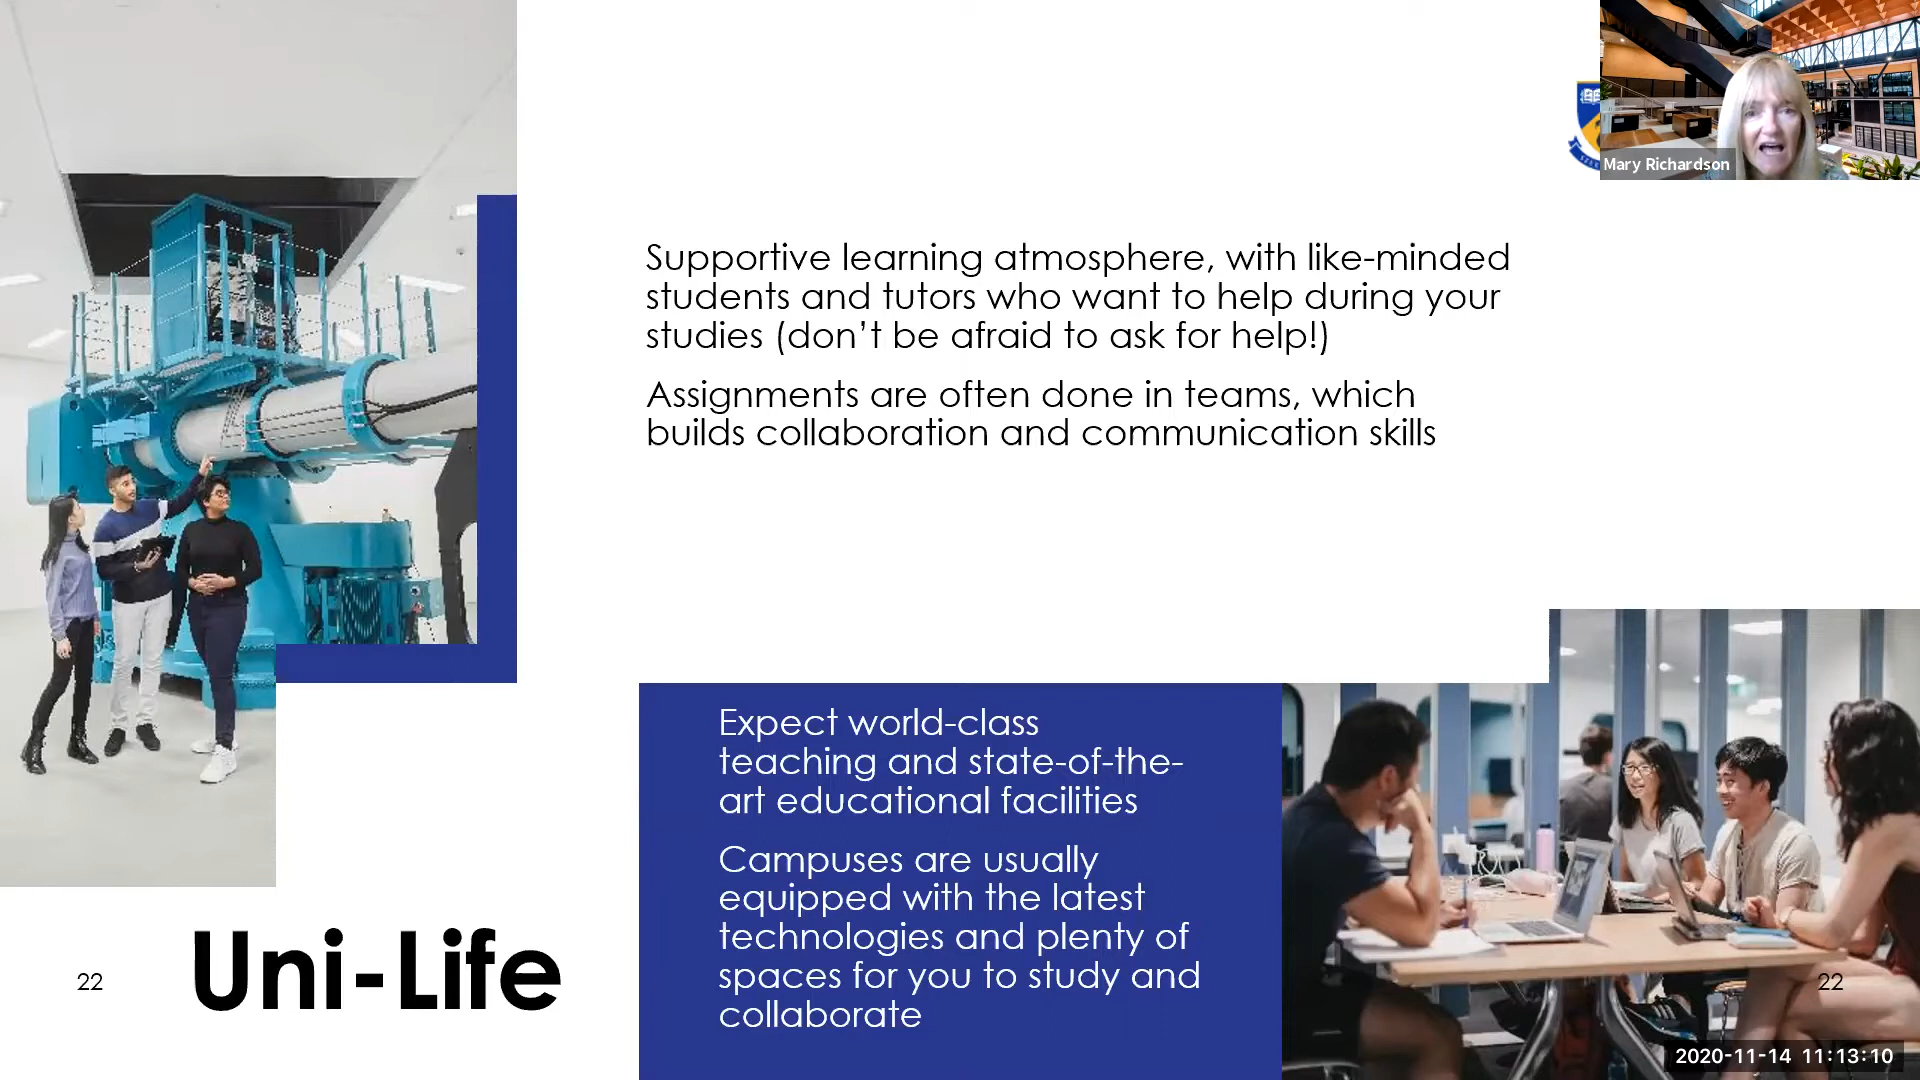 Mary Richardson
Supportive learning atmosphere, with like-minded
students and tutors who want to help during your
studies (don’t be afraid to ask for help!)
Assignments are often done in teams, which
builds collaboration and communication skills
Expect world-class
teaching and state-of-the-
art educational facilities
Campuses are usually
equipped with the latest
technologies and plenty of
spaces for you to study and
collaborate
22
Uni-Life
22
2020-11-14 11:13:10